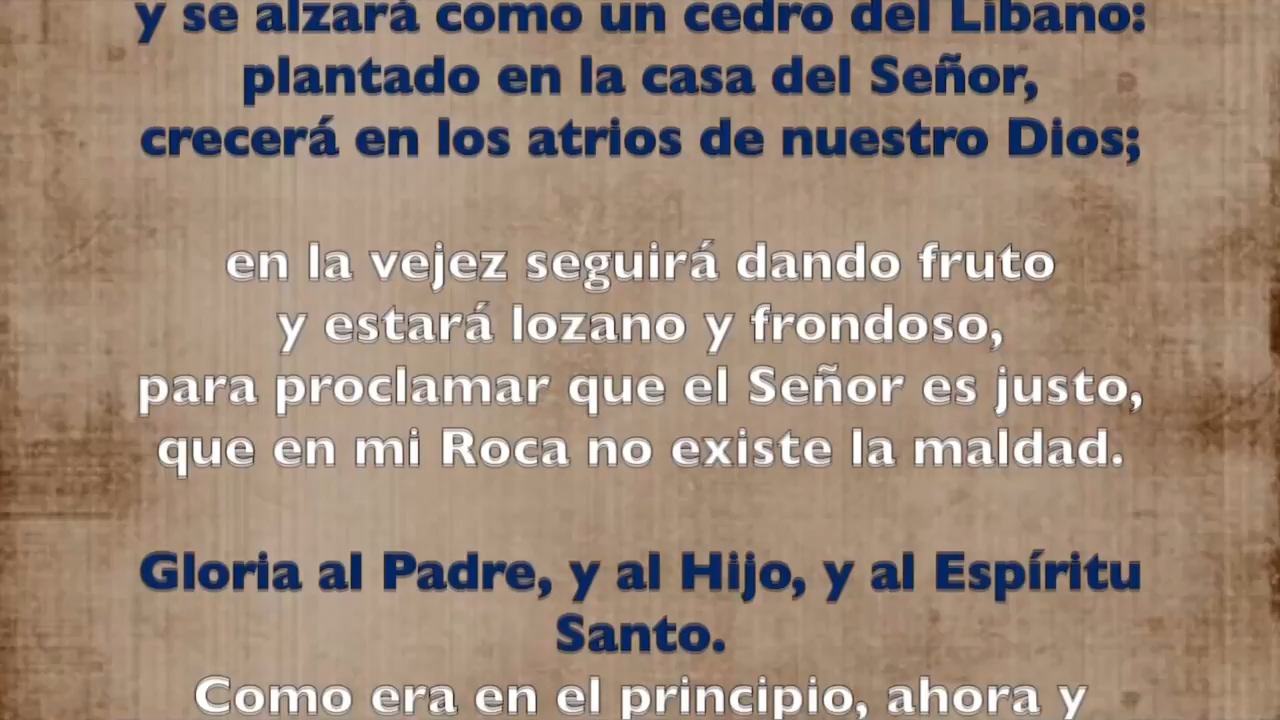 y se alzará como un cedro del Líbano:
plantado en la casa del Señor,
crecerá en los atrios de nuestro Dios;
en la vejez seguirá dando fruto
y estará lozano y frondoso,
para proclamar que el Señor es justo,
que en mi Roca no existe la maldad.
Gloria al Padre, y al Hijo, y al Espíritu
Santo.
Como era en el principio, ahora y